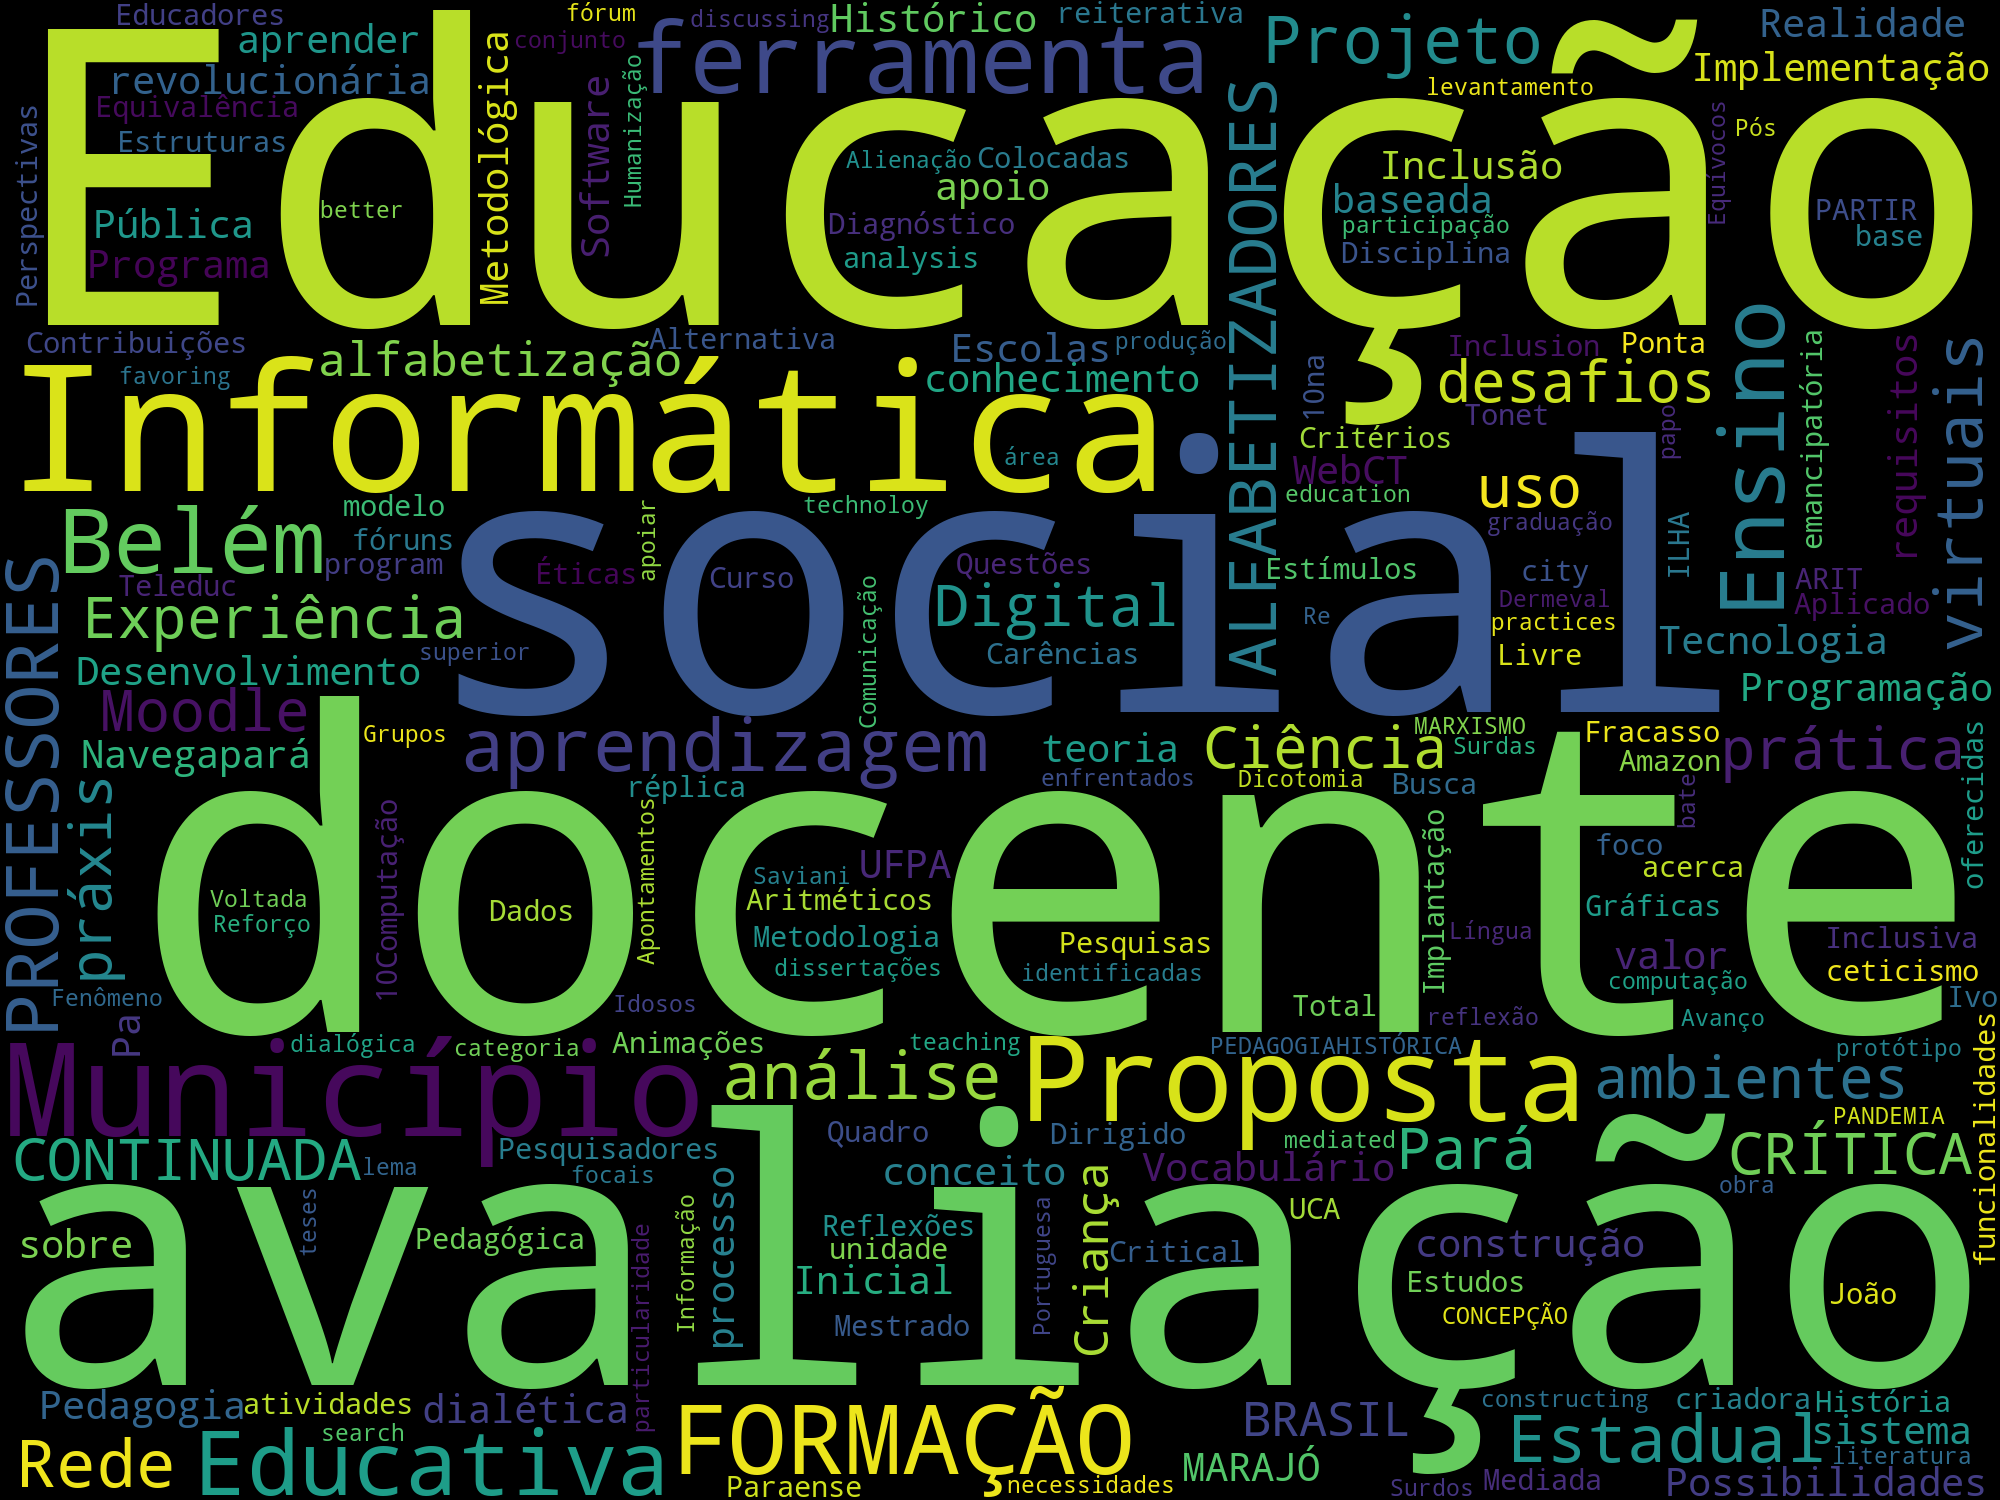 Educadores
fórum
discussing
Histórico
reiterativa
Projeto
Realidade
aprender
conjunto
ferramenta
Implementação
revolucionária
levantamento
Equivalência
Estruturas
Perspectivas
Metodológica
Software
Humanização
Educação
Equívocos
Pós
Alienação
Colocadas
Inclusão
apoio
baseada
better
Pública
Diagnóstico
participação
PARTIR
base
Programa
analysis
Disciplina
ALFABETIZADORES
Contribuições
Alternativa
Escolas
produção
Inclusion
Ponta
alfabetização
favoring
conhecimento
desafios
Informática
10na
Tonet
papo
Ensino
emancipatória
requisitos
virtuais
Critérios
área
WebCT
uso
education
modelo
technoloy
graduação
Belém
fóruns
social
ILHA
program
Éticas
apoiar
Curso
Questões
Estímulos
city
ARIT
Teleduc
Dermeval
Aplicado
Experiência
Digital
Re
practices
superior
Comunicação
Carências
Livre
Tecnologia
Desenvolvimento
Programação
PROFESSORES
Moodle
Grupos
aprendizagem
teoria
Ciência
MARXISMO
Surdas
Fracasso
prática
Navegapará
Amazon
enfrentados
Dicotomia
Busca
réplica
bate
oferecidas
práxis
10Computação
docente
Apontamentos
Implantação
foco
acerca
Saviani
UFPA
Voltada
Reforço
Dados
Aritméticos
Gráficas
Metodologia
Pesquisas
Língua
Inclusiva
valor
dissertações
identificadas
ceticismo
computação
Fenômeno
Idosos
Total
reflexão
Avanço
Ivo
Pa
dialógica
categoria
Animações
teaching
PEDAGOGIAHISTÓRICA
protótipo
Município
análise
Proposta
ambientes
funcionalidades
Quadro
Dirigido
mediated
Pará
PANDEMIA
CONTINUADA
lema
Pesquisadores
focais
CRÍTICA
conceito
Vocabulário
obra
avaliação
teses
processo
Informação
Criança
UCA
sobre
Pedagógica
Reflexões
unidade
Portuguesa
Critical
construção
particularidade
Inicial
Estudos
João
Mestrado
CONCEPÇÃO
Pedagogia
atividades
dialética
constructing
criadora
História
search
FORMAÇÃO
BRASIL
Estadual
sistema
Rede
Educativa
literatura
MARAJÓ
Paraense
necessidades
Surdos
Mediada
Possibilidades